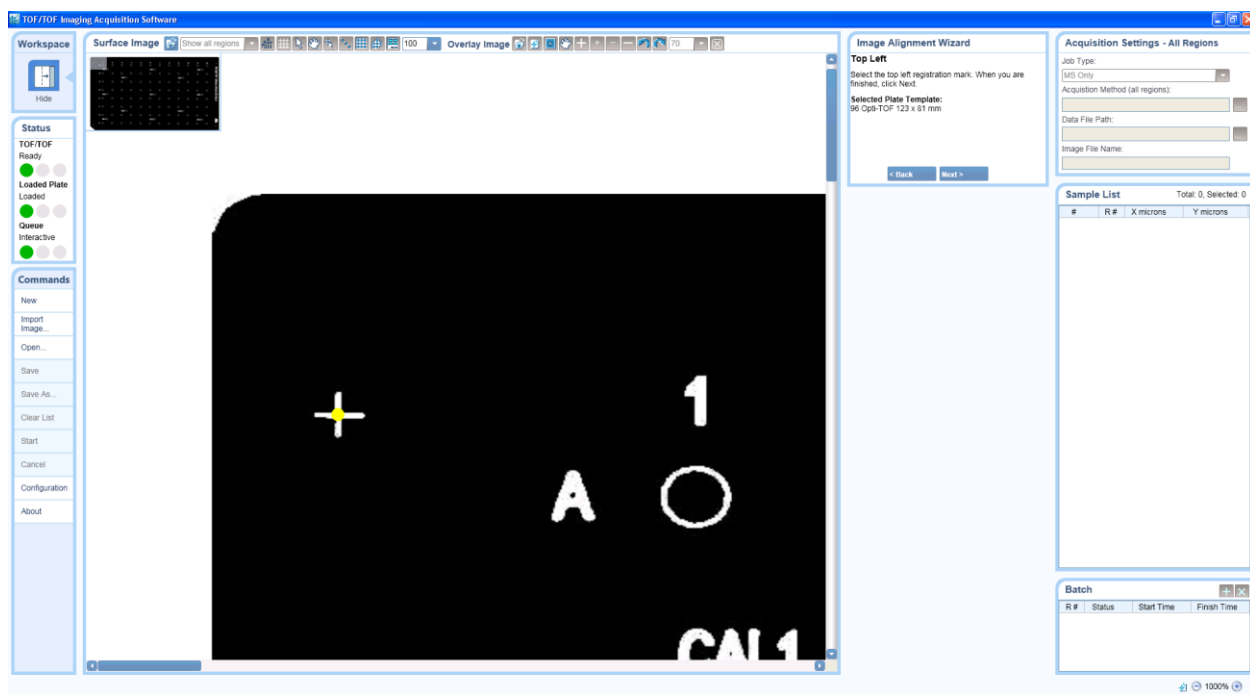 TOF/TOF Imaging Acquisition Software
Workspace
Hide
Status
TOF/TOF
Ready
Loaded Plate
Loaded
Queue
Interactive
Commands
New
Import
Image...
Open...
Save
Save As...
Clear List
Start
Cancel
Configuration
About
Surface Image Show all regions 100 Overlay Image 70
1
A
CAL1
Image Alignment Wizard
Top Left
Select the top left registration mark. When you are
finished, click Next.
Selected Plate Template:
96 Opti-TOF 123 x 81 mm
< Back Next >
Acquisition Settings - All Regions
Job Type:
MS Only
Acquistion Method (all regions):
...
Data File Path:
...
Image File Name:
Sample List Total: 0, Selected: 0
# R # X microns Y microns
Batch
R # Status Start Time Finish Time
1000%